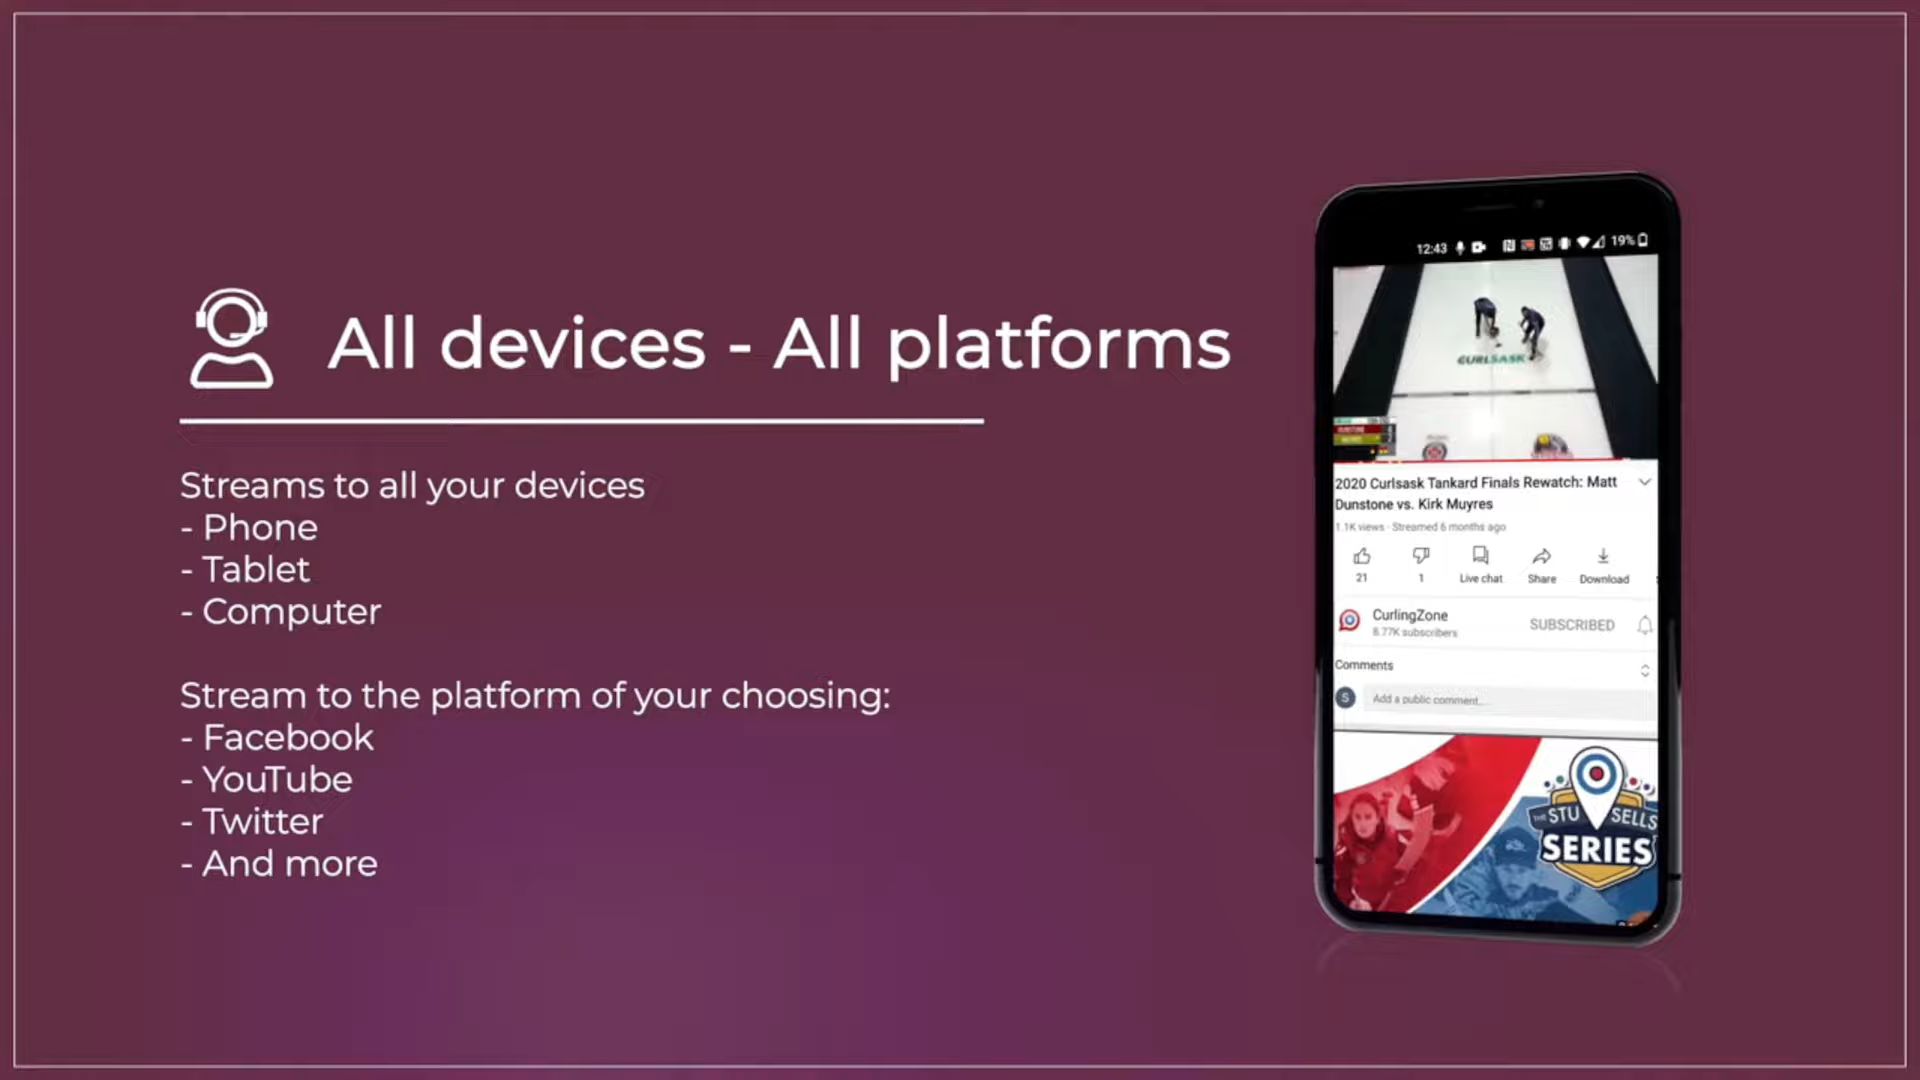 All devices - All platforms
Streams to all your devices
- Phone
- Tablet
- Computer
Stream to the platform of your choosing:
- Facebook
- YouTube
- Twitter
- And more
12:43 19%
CURLSASK
2020 Curlsask Tankard Finals Rewatch: Matt
Dunstone vs. Kirk Muyres
1.1K views · Streamed 6 months ago
21 1 Live chat Share Download
CurlingZone
8.77K subscribers
SUBSCRIBED
Comments
S
Add a public comment...
THE STU SELLS
SERIES